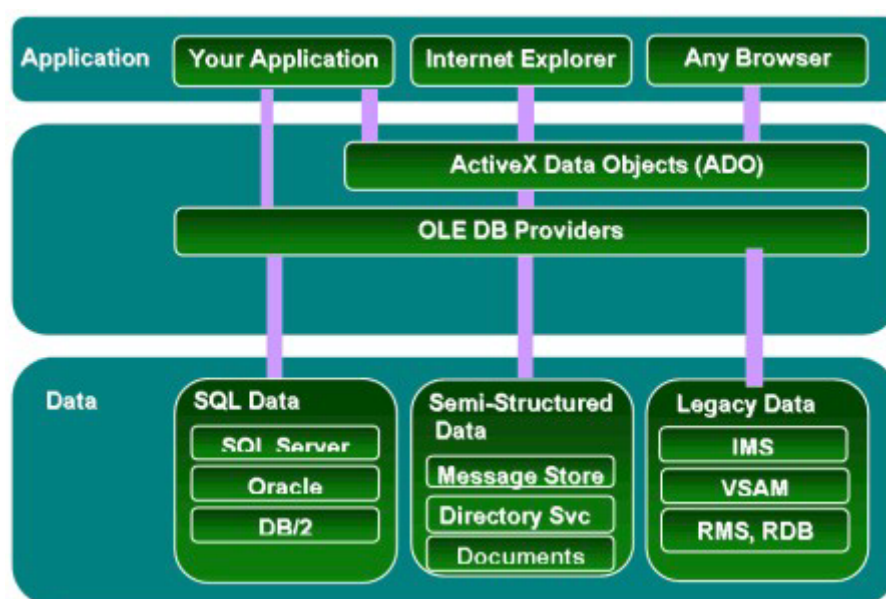 Application
Your Application
Internet Explorer
Any Browser
ActiveX Data Objects (ADO)
OLE DB Providers
Data
SQL Data
SQL Server
Oracle
DB/2
Semi-Structured
Data
Message Store
Directory Svc
Documents
Legacy Data
IMS
VSAM
RMS, RDB